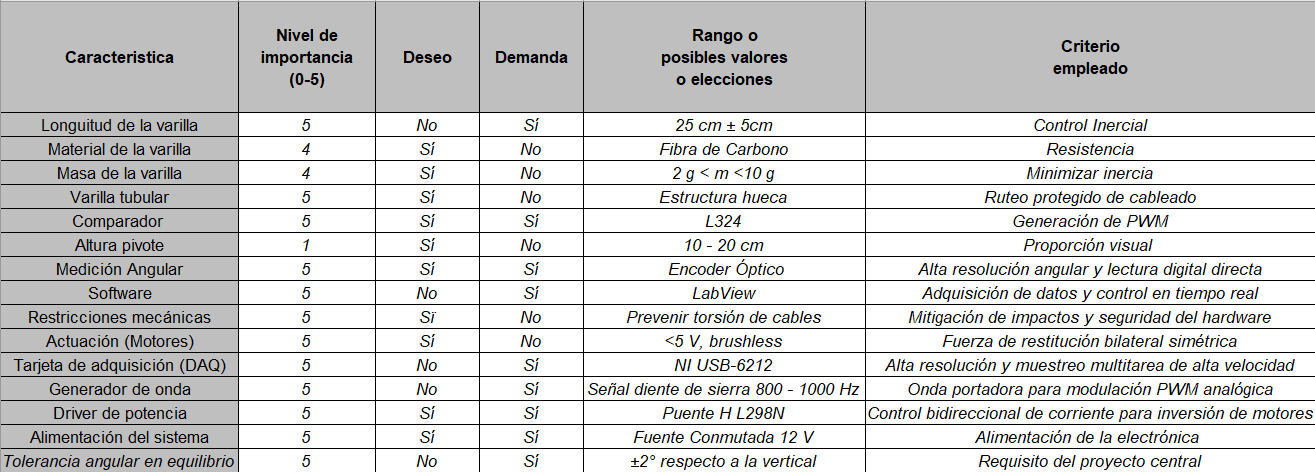 Caracteristica | Nivel de importancia (0-5) | Deseo | Demanda | Rango o posibles valores o elecciones | Criterio empleado
Longuitud de la varilla | 5 | No | Sí | 25 cm ± 5cm | Control Inercial
Material de la varilla | 4 | Sí | No | Fibra de Carbono | Resistencia
Masa de la varilla | 4 | Sí | No | 2 g < m <10 g | Minimizar inercia
Varilla tubular | 5 | Sí | No | Estructura hueca | Ruteo protegido de cableado
Comparador | 5 | Sí | Sí | L324 | Generación de PWM
Altura pivote | 1 | Sí | No | 10 - 20 cm | Proporción visual
Medición Angular | 5 | Sí | Sí | Encoder Óptico | Alta resolución angular y lectura digital directa
Software | 5 | No | Sí | LabView | Adquisición de datos y control en tiempo real
Restricciones mecánicas | 5 | Sï | No | Prevenir torsión de cables | Mitigación de impactos y seguridad del hardware
Actuación (Motores) | 5 | Sí | No | <5 V, brushless | Fuerza de restitución bilateral simétrica
Tarjeta de adquisición (DAQ) | 5 | No | Sí | NI USB-6212 | Alta resolución y muestreo multitarea de alta velocidad
Generador de onda | 5 | No | Sí | Señal diente de sierra 800 - 1000 Hz | Onda portadora para modulación PWM analógica
Driver de potencia | 5 | Sí | Sí | Puente H L298N | Control bidireccional de corriente para inversión de motores
Alimentación del sistema | 5 | Sí | Sí | Fuente Conmutada 12 V | Alimentación de la electrónica
Tolerancia angular en equilibrio | 5 | No | Sí | ±2° respecto a la vertical | Requisito del proyecto central